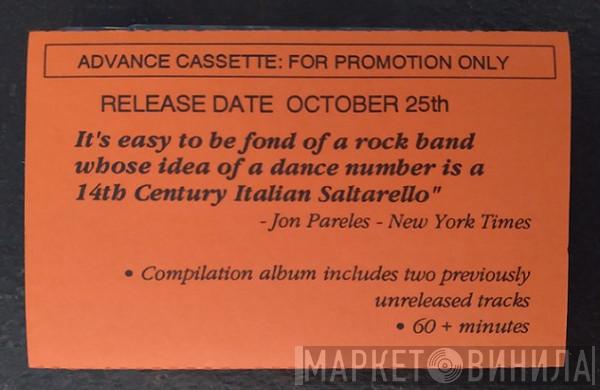 ADVANCE CASSETTE: FOR PROMOTION ONLY
RELEASE DATE OCTOBER 25th
It's easy to be fond of a rock band
whose idea of a dance number is a
14th Century Italian Saltarello"
- Jon Pareles - New York Times
• Compilation album includes two previously
unreleased tracks
• 60 + minutes
МАРКЕТ ВИНИЛА